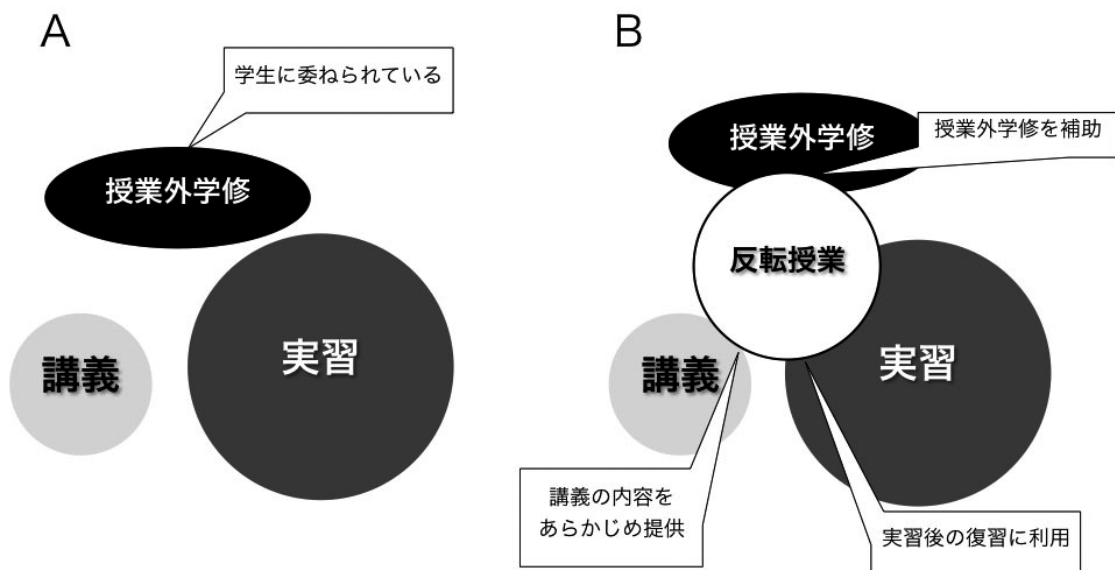 A
学生に委ねられている
授業外学修
講義
実習
B
授業外学修
授業外学修を補助
反転授業
講義
実習
講義の内容を
あらかじめ提供
実習後の復習に利用